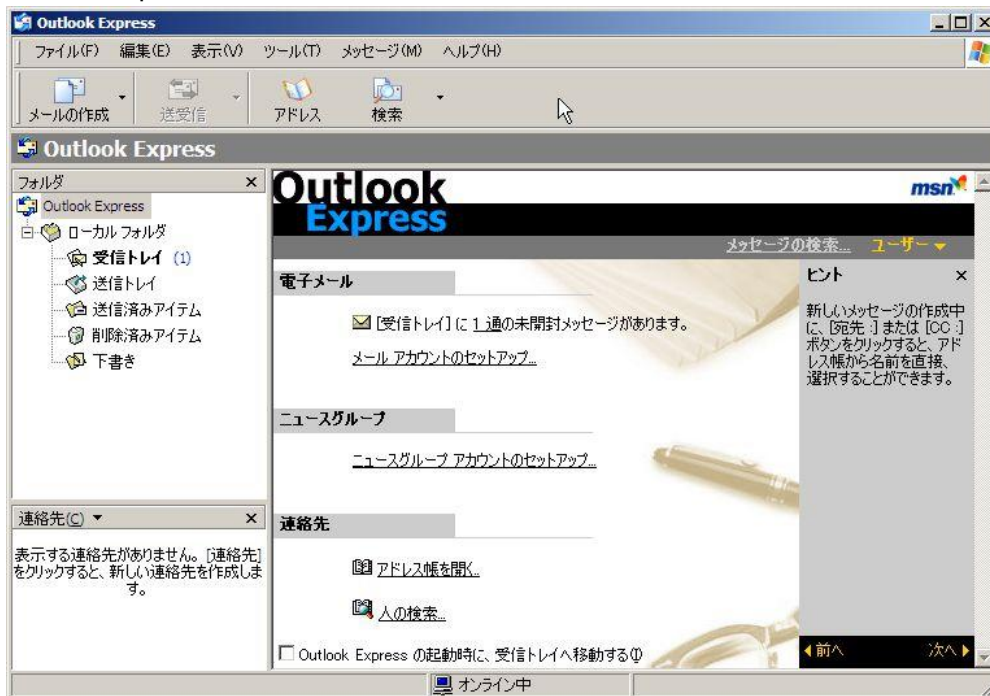 Outlook Express
ファイル(F) 編集(E) 表示(V) ツール(T) メッセージ(M) ヘルプ(H)
メールの作成 送受信 アドレス 検索
Outlook Express
フォルダ
Outlook Express
ローカル フォルダ
受信トレイ (1)
送信トレイ
送信済みアイテム
削除済みアイテム
下書き
連絡先(C)
表示する連絡先がありません。[連絡先]
をクリックすると、新しい連絡先を作成しま
す。
Outlook
Express
msn
メッセージの検索... ユーザー
電子メール
[受信トレイ] に 1 通の未開封メッセージがあります。
メール アカウントのセットアップ...
ニュースグループ
ニュースグループ アカウントのセットアップ...
連絡先
アドレス帳を開く...
人の検索...
Outlook Express の起動時に、受信トレイへ移動する(I)
ヒント
新しいメッセージの作成中
に、[宛先 :] または [CC :]
ボタンをクリックすると、アド
レス帳から名前を直接、
選択することができます。
前へ 次へ
オンライン中